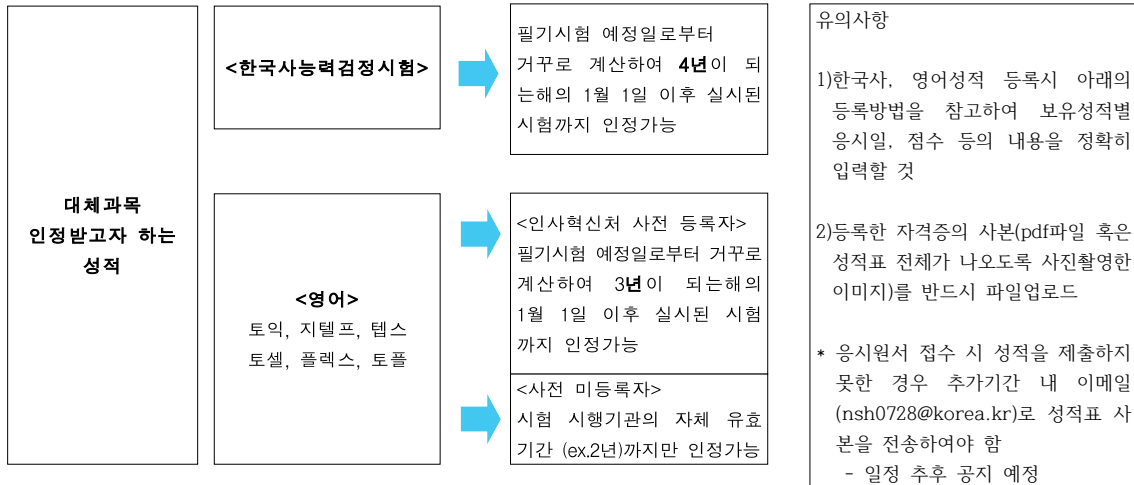 대체과목
인정받고자 하는
성적
<한국사능력검정시험>
필기시험 예정일로부터
거꾸로 계산하여 4년이 되
는해의 1월 1일 이후 실시된
시험까지 인정가능
<영어>
토익, 지텔프, 텝스
토셀, 플렉스, 토플
<인사혁신처 사전 등록자>
필기시험 예정일로부터 거꾸로
계산하여 3년이 되는해의
1월 1일 이후 실시된 시험
까지 인정가능
<사전 미등록자>
시험 시행기관의 자체 유효
기간 (ex.2년)까지만 인정가능
유의사항
1)한국사, 영어성적 등록시 아래의
등록방법을 참고하여 보유성적별
응시일, 점수 등의 내용을 정확히
입력할 것
2)등록한 자격증의 사본(pdf파일 혹은
성적표 전체가 나오도록 사진촬영한
이미지)를 반드시 파일업로드
* 응시원서 접수 시 성적을 제출하지
못한 경우 추가기간 내 이메일
(nsh0728@korea.kr)로 성적표 사
본을 전송하여야 함
- 일정 추후 공지 예정